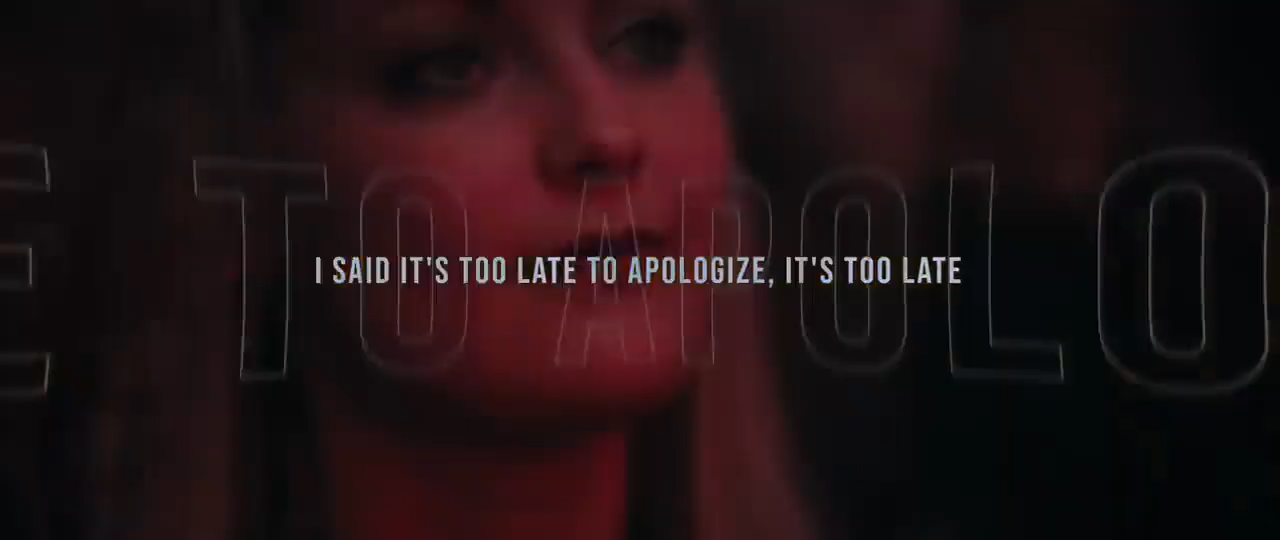 E TO APOLO
I SAID IT'S TOO LATE TO APOLOGIZE, IT'S TOO LATE